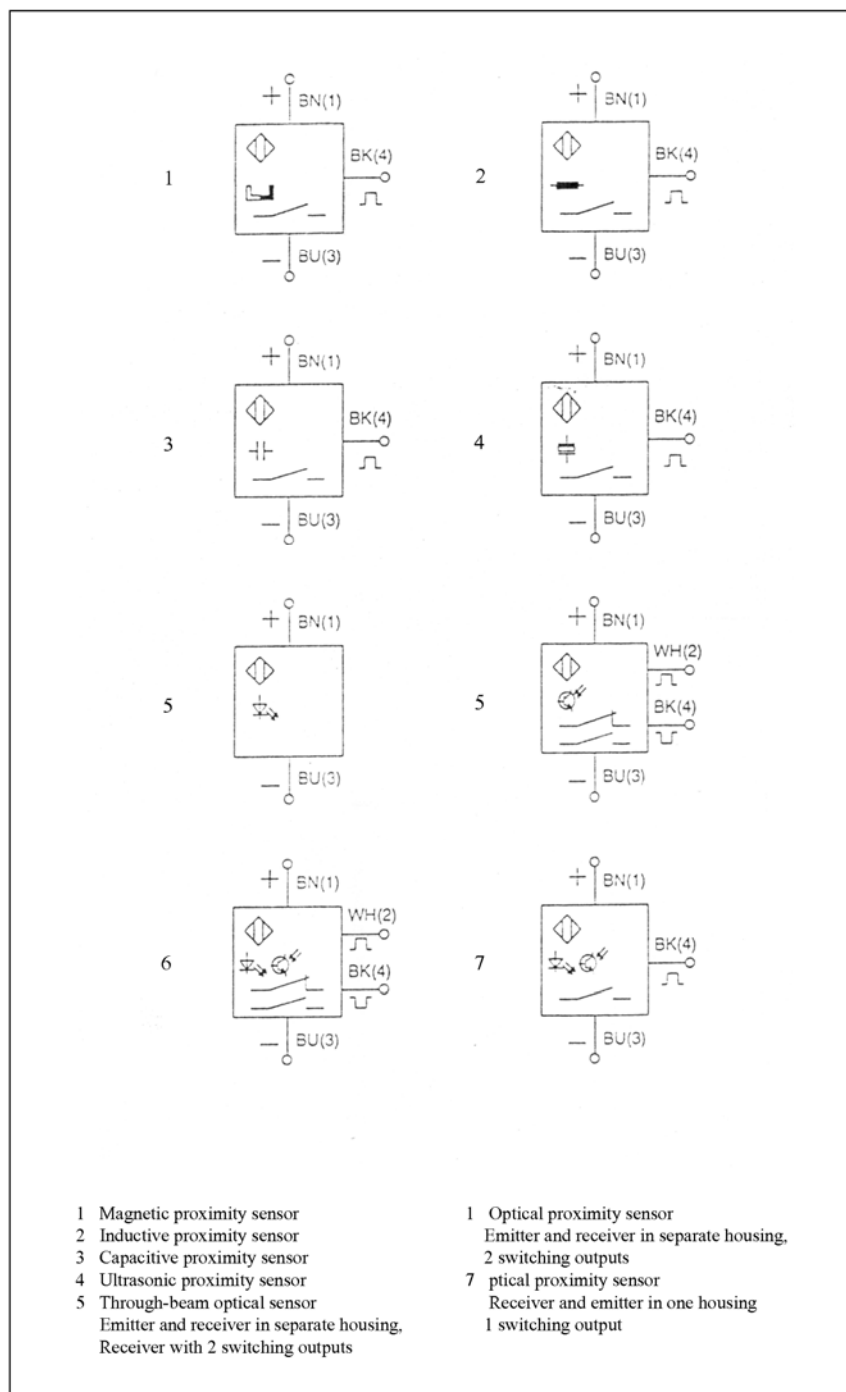 + BN(1)
1
BK(4)
— BU(3)
+ BN(1)
2
BK(4)
— BU(3)
+ BN(1)
3
BK(4)
— BU(3)
+ BN(1)
4
BK(4)
— BU(3)
+ BN(1)
5
— BU(3)
+ BN(1)
WH(2)
5
BK(4)
— BU(3)
+ BN(1)
WH(2)
6
BK(4)
— BU(3)
+ BN(1)
7
BK(4)
— BU(3)
1 Magnetic proximity sensor
2 Inductive proximity sensor
3 Capacitive proximity sensor
4 Ultrasonic proximity sensor
5 Through-beam optical sensor
Emitter and receiver in separate housing,
Receiver with 2 switching outputs
1 Optical proximity sensor
Emitter and receiver in separate housing,
2 switching outputs
7 ptical proximity sensor
Receiver and emitter in one housing
1 switching output